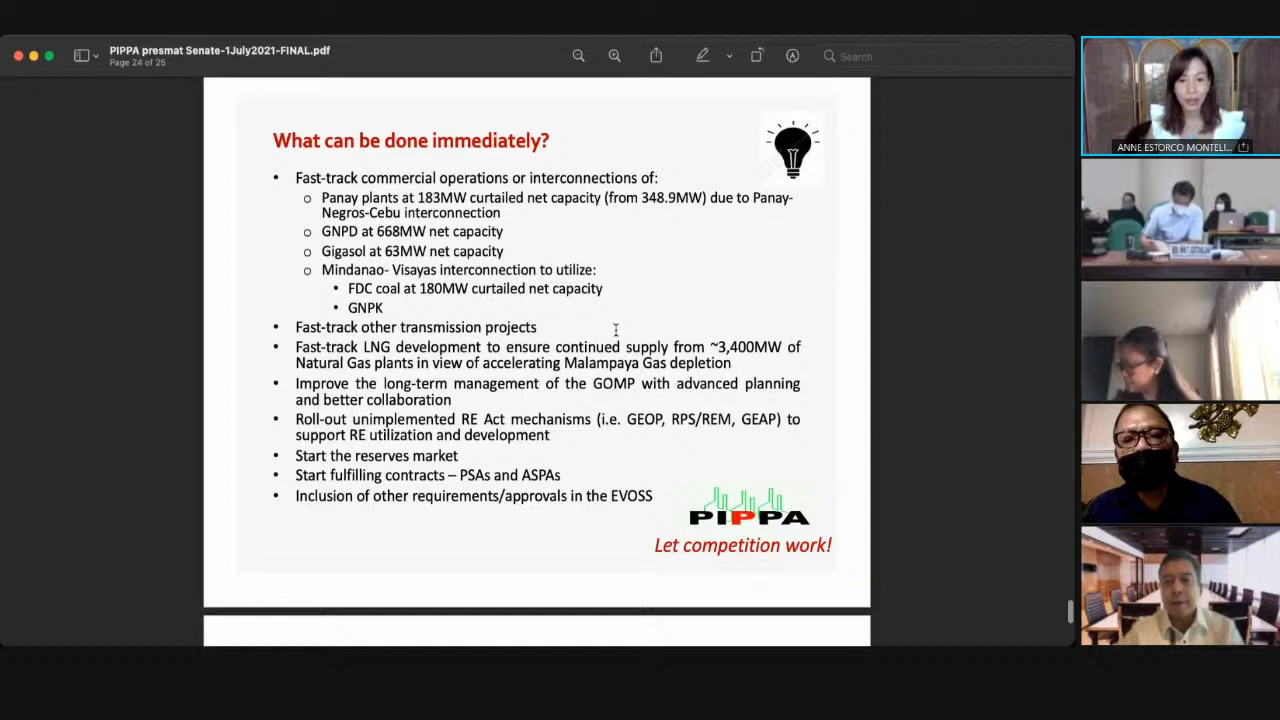 PIPPA presmat Senate-1July2021-FINAL.pdf
Page 24 of 25
Search
What can be done immediately?
• Fast-track commercial operations or interconnections of:
o Panay plants at 183MW curtailed net capacity (from 348.9MW) due to Panay-
Negros-Cebu interconnection
o GNPD at 668MW net capacity
o Gigasol at 63MW net capacity
o Mindanao- Visayas interconnection to utilize:
• FDC coal at 180MW curtailed net capacity
• GNPK
• Fast-track other transmission projects
• Fast-track LNG development to ensure continued supply from ~3,400MW of
Natural Gas plants in view of accelerating Malampaya Gas depletion
• Improve the long-term management of the GOMP with advanced planning
and better collaboration
• Roll-out unimplemented RE Act mechanisms (i.e. GEOP, RPS/REM, GEAP) to
support RE utilization and development
• Start the reserves market
• Start fulfilling contracts – PSAs and ASPAs
• Inclusion of other requirements/approvals in the EVOSS
PIPPA
Let competition work!
ANNE ESTORCO MONTELI...